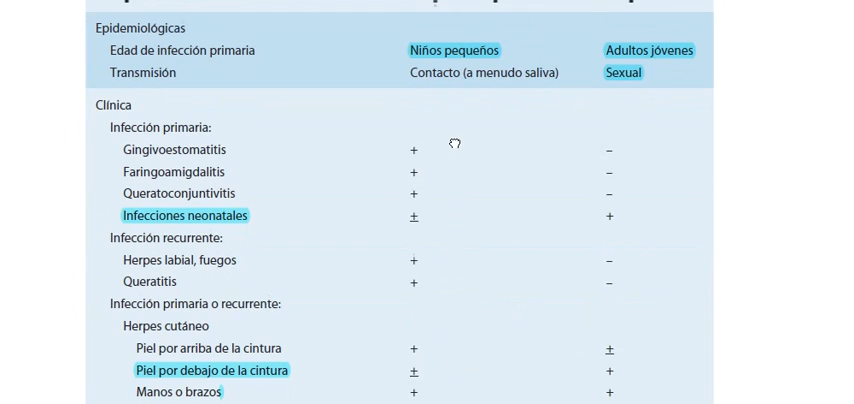 Epidemiológicas
Edad de infección primaria Niños pequeños Adultos jóvenes
Transmisión Contacto (a menudo saliva) Sexual
Clínica
Infección primaria:
Gingivoestomatitis + –
Faringoamigdalitis + –
Queratoconjuntivitis + –
Infecciones neonatales ± +
Infección recurrente:
Herpes labial, fuegos + –
Queratitis + –
Infección primaria o recurrente:
Herpes cutáneo
Piel por arriba de la cintura + ±
Piel por debajo de la cintura ± +
Manos o brazos + +